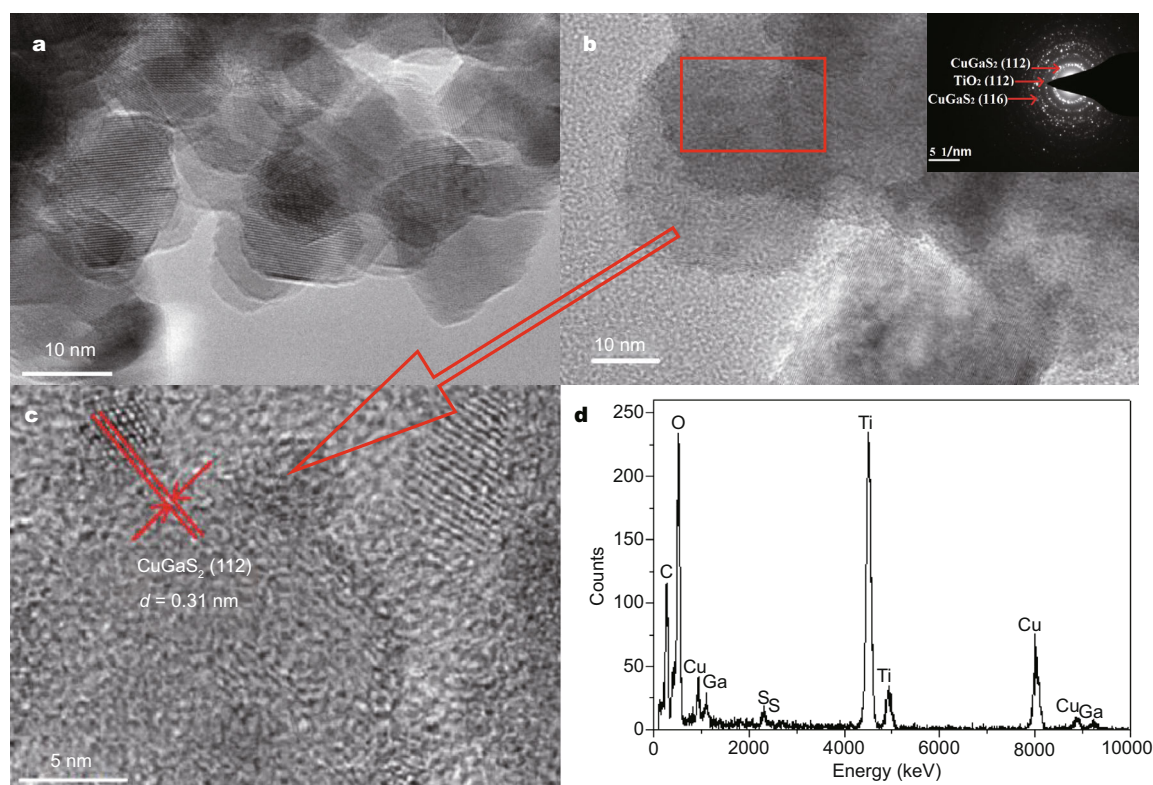 a
10 nm
b
CuGaS₂ (112)
TiO₂ (112)
CuGaS₂ (116)
5 1/nm
10 nm
c
CuGaS₂ (112)
d = 0.31 nm
5 nm
d
250
200
150
100
50
0
Counts
C
O
Cu
Ga
S
S
Ti
Ti
Cu
Cu
Ga
0
2000
4000
6000
8000
10000
Energy (keV)